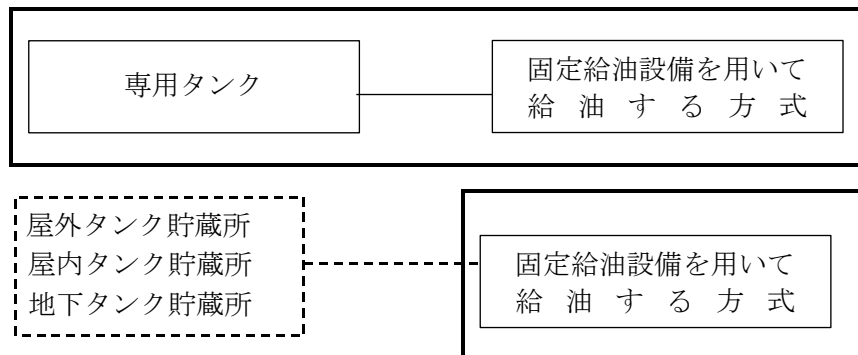 専用タンク
固定給油設備を用いて
給油する方式
屋外タンク貯蔵所
屋内タンク貯蔵所
地下タンク貯蔵所
固定給油設備を用いて
給油する方式